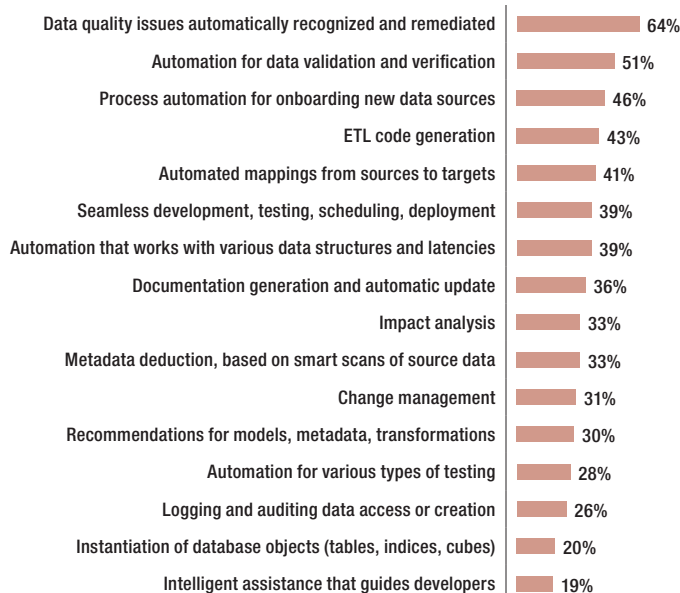 Data quality issues automatically recognized and remediated 64%
Automation for data validation and verification 51%
Process automation for onboarding new data sources 46%
ETL code generation 43%
Automated mappings from sources to targets 41%
Seamless development, testing, scheduling, deployment 39%
Automation that works with various data structures and latencies 39%
Documentation generation and automatic update 36%
Impact analysis 33%
Metadata deduction, based on smart scans of source data 33%
Change management 31%
Recommendations for models, metadata, transformations 30%
Automation for various types of testing 28%
Logging and auditing data access or creation 26%
Instantiation of database objects (tables, indices, cubes) 20%
Intelligent assistance that guides developers 19%